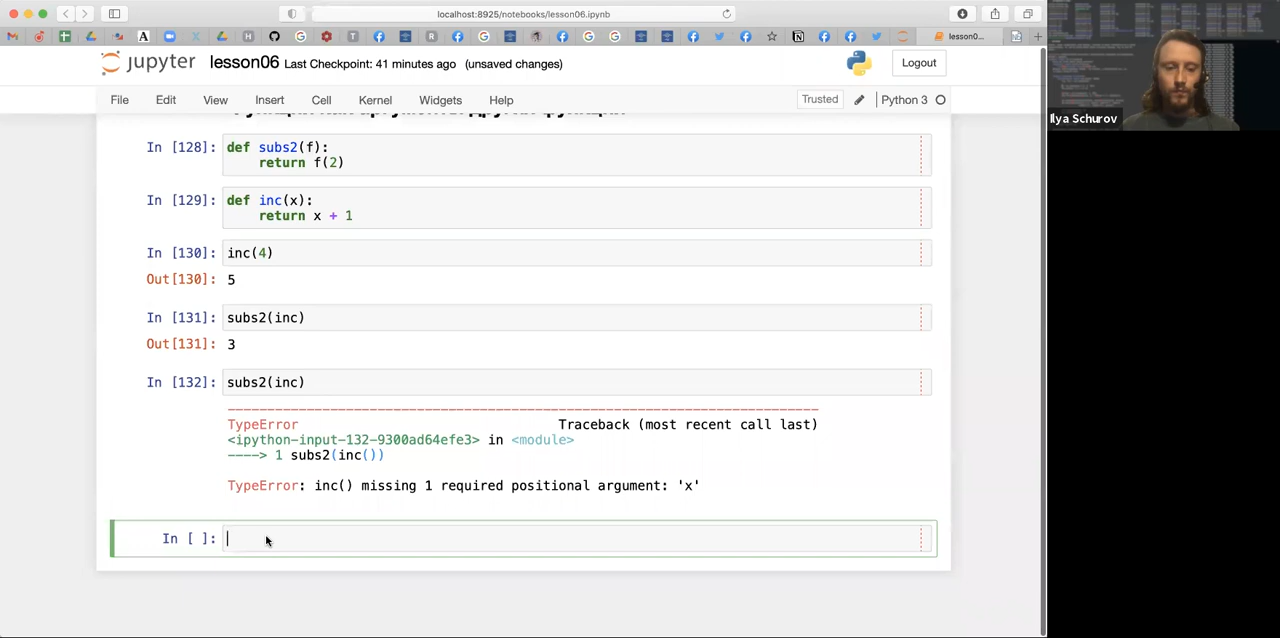 localhost:8925/notebooks/lesson06.ipynb
lesson0...
jupyter lesson06 Last Checkpoint: 41 minutes ago (unsaved changes)
Logout
File Edit View Insert Cell Kernel Widgets Help
Trusted Python 3
In [128]: def subs2(f):
return f(2)
In [129]: def inc(x):
return x + 1
In [130]: inc(4)
Out[130]: 5
In [131]: subs2(inc)
Out[131]: 3
In [132]: subs2(inc)
TypeError Traceback (most recent call last)
<ipython-input-132-9300ad64efe3> in <module>
----> 1 subs2(inc())
TypeError: inc() missing 1 required positional argument: 'x'
In [ ]:
Ilya Schurov